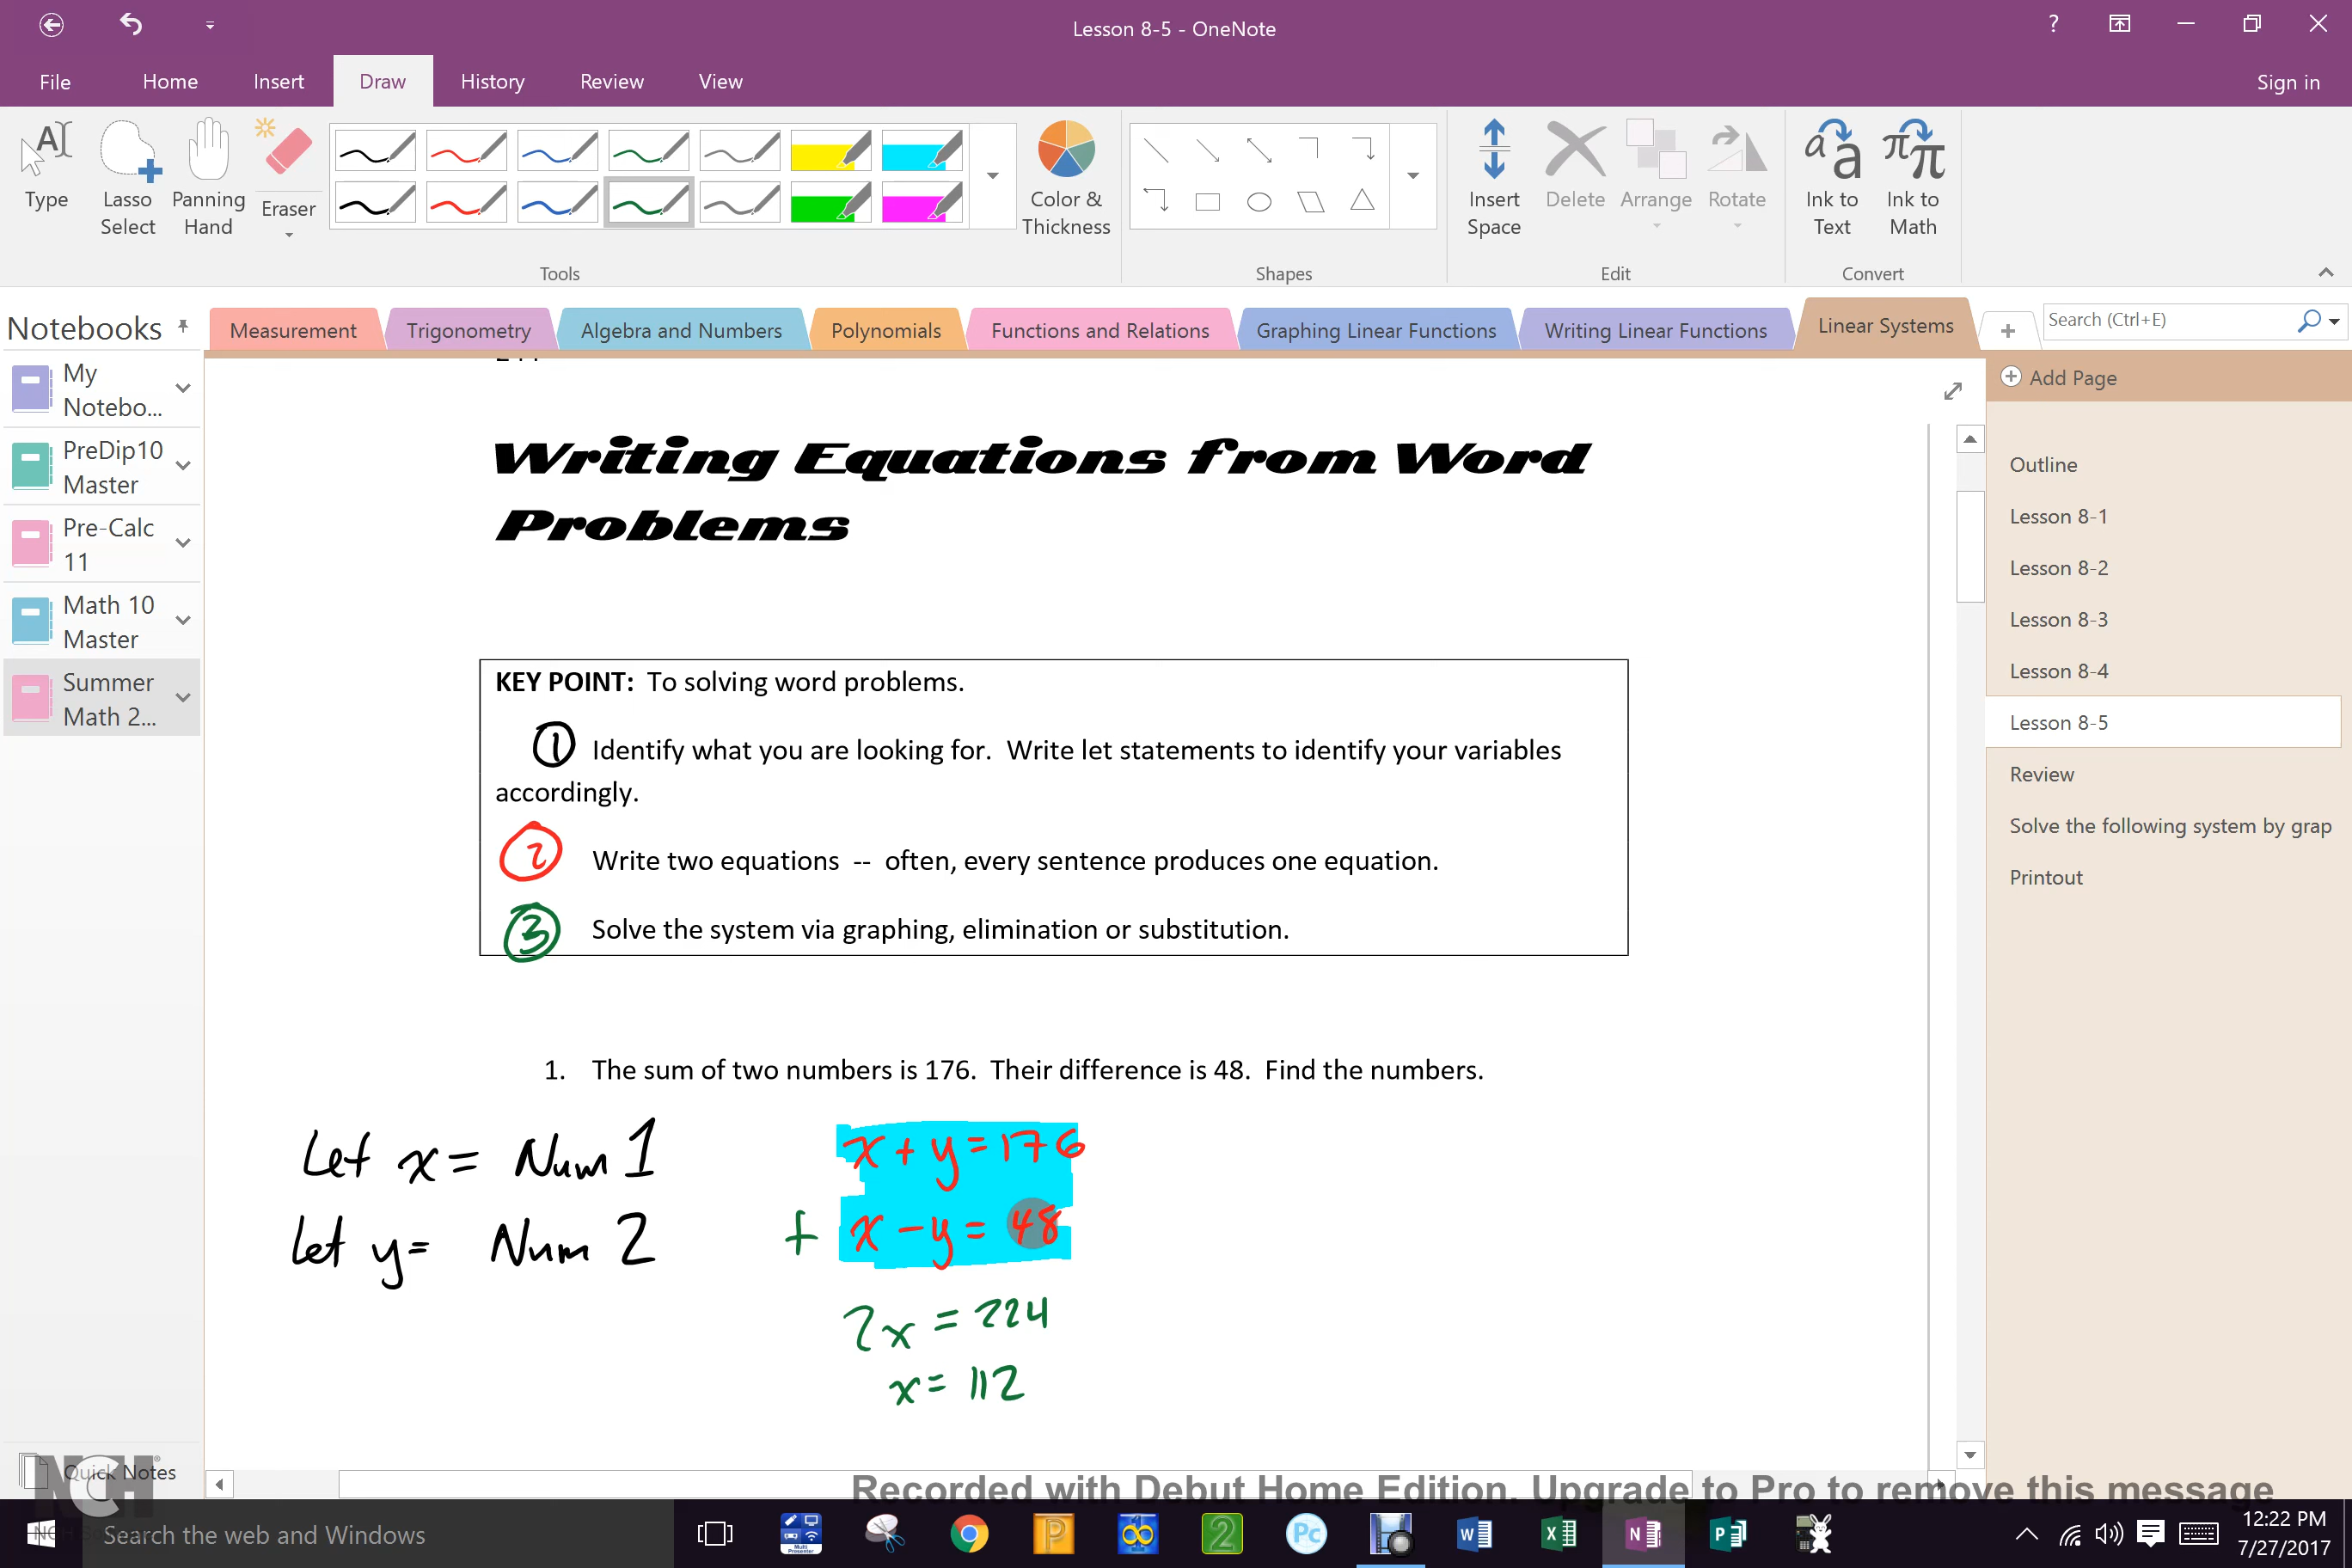 Lesson 8-5 - OneNote
?
File Home Insert Draw History Review View Sign in
Type
Lasso Select
Panning Hand
Eraser
Color & Thickness
Insert Space
Delete
Arrange
Rotate
Ink to Text
Ink to Math
Tools Shapes Edit Convert
Notebooks
Measurement Trigonometry Algebra and Numbers Polynomials Functions and Relations Graphing Linear Functions Writing Linear Functions Linear Systems
Search (Ctrl+E)
My Notebo...
PreDip10 Master
Pre-Calc 11
Math 10 Master
Summer Math 2...
Quick Notes
Writing Equations from Word
Problems
KEY POINT: To solving word problems.
1 Identify what you are looking for. Write let statements to identify your variables
accordingly.
2 Write two equations -- often, every sentence produces one equation.
3 Solve the system via graphing, elimination or substitution.
1. The sum of two numbers is 176. Their difference is 48. Find the numbers.
Let x = Num 1
Let y = Num 2
x + y = 176
+ x - y = 48
2x = 224
x = 112
Add Page
Outline
Lesson 8-1
Lesson 8-2
Lesson 8-3
Lesson 8-4
Lesson 8-5
Review
Solve the following system by grap
Printout
NCH
Recorded with Debut Home Edition. Upgrade to Pro to remove this message
Search the web and Windows
12:22 PM
7/27/2017